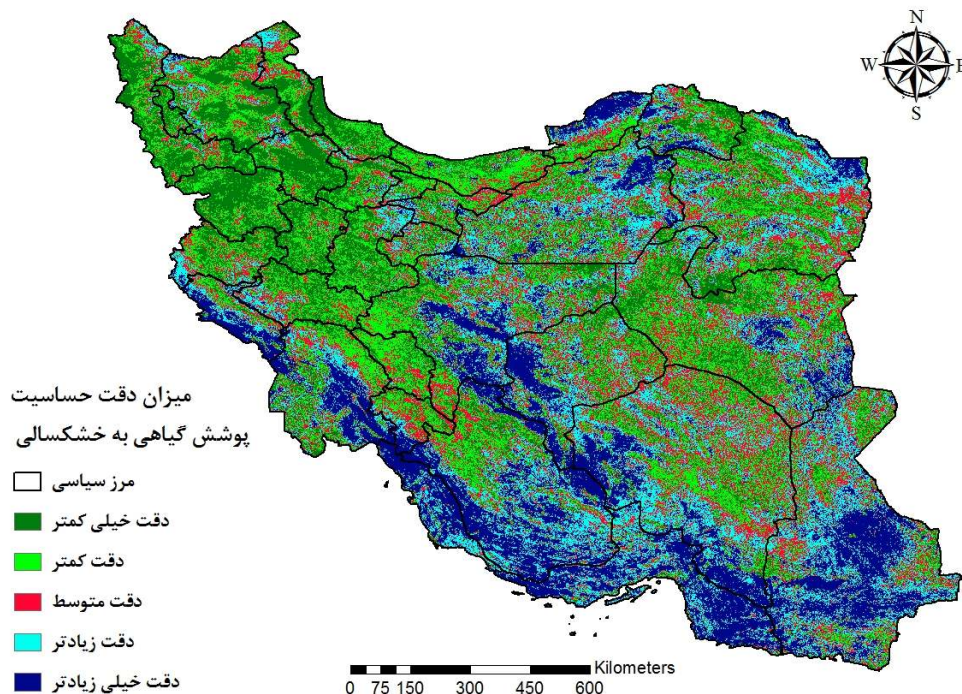 N
W E
S
میزان دقت حساسیت
پوشش گیاهی به خشکسالی
مرز سیاسی
دقت خیلی کمتر
دقت کمتر
دقت متوسط
دقت زیادتر
دقت خیلی زیادتر
Kilometers
0 75 150 300 450 600